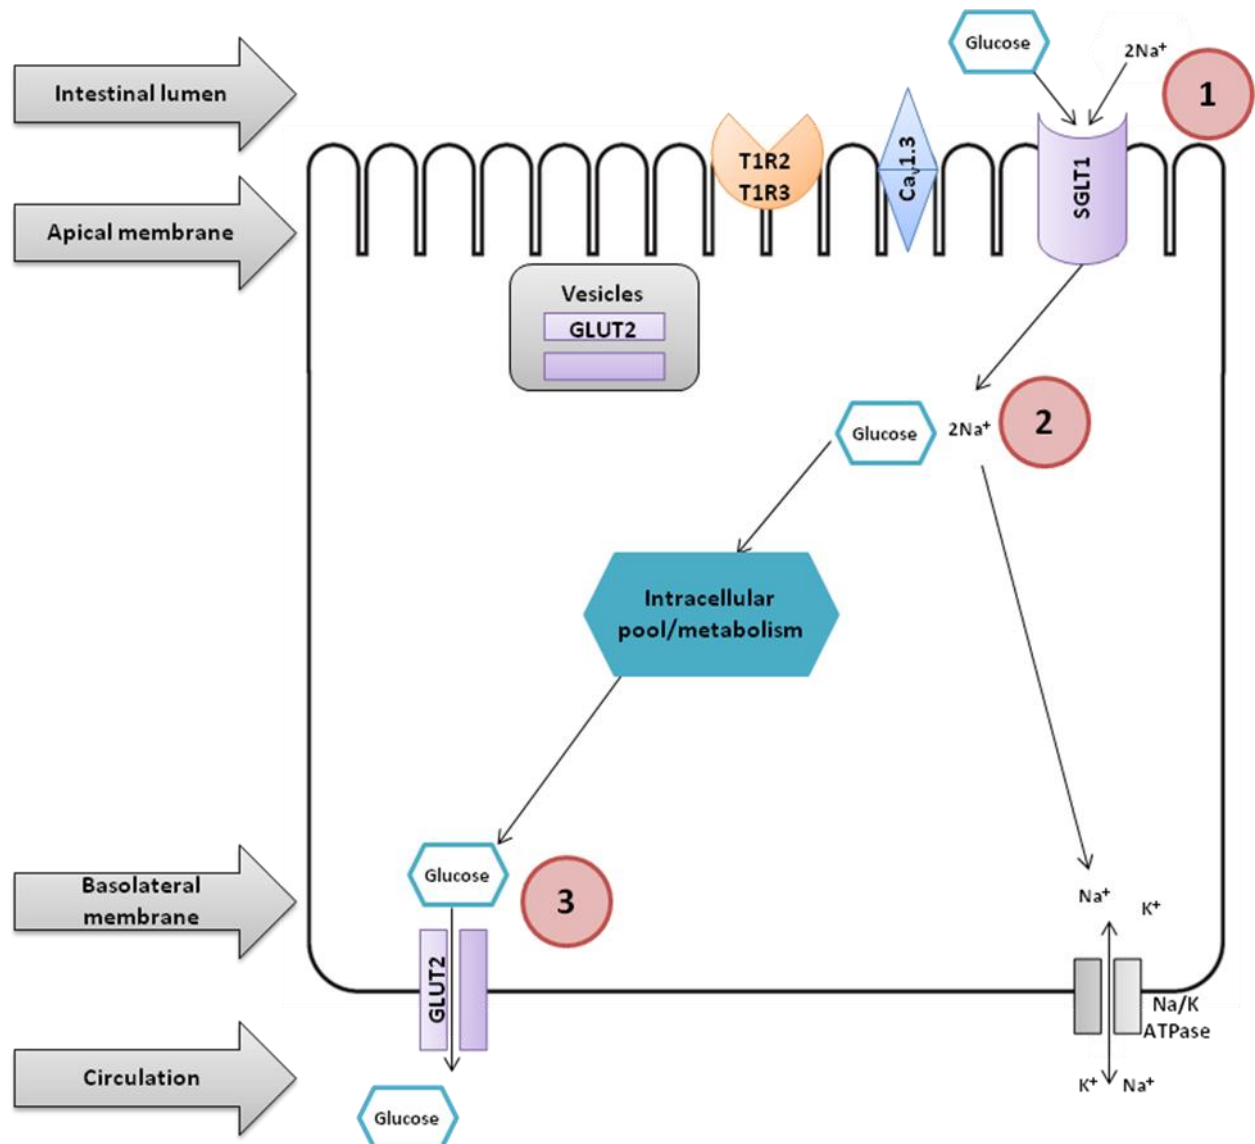 Glucose
2Na⁺
1
Intestinal lumen
T1R2
T1R3
Caᵥ1.3
SGLT1
Apical membrane
Vesicles
GLUT2
Glucose
2Na⁺
2
Intracellular
pool/metabolism
Glucose
3
Basolateral
membrane
Na⁺
K⁺
GLUT2
Na/K
ATPase
Circulation
K⁺
Na⁺
Glucose